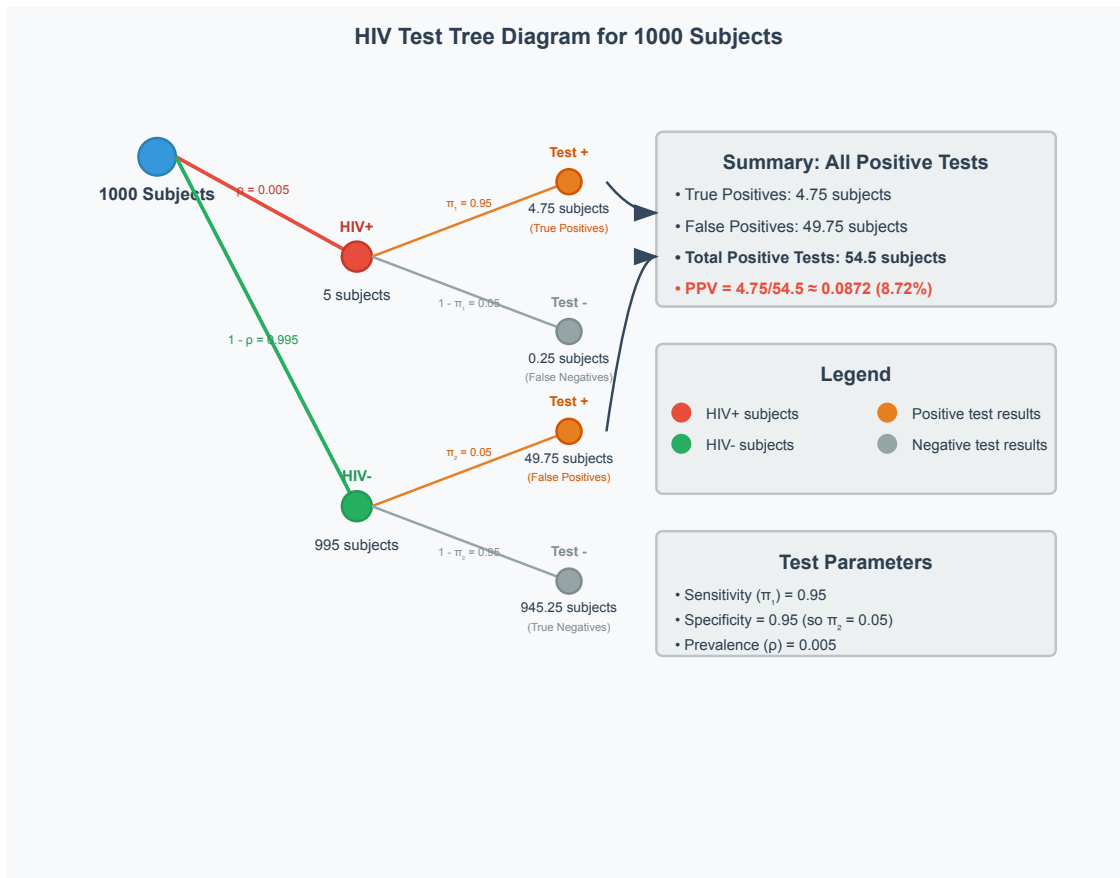 HIV Test Tree Diagram for 1000 Subjects
1000 Subjects
ρ = 0.005
1 - ρ = 0.995
HIV+
5 subjects
HIV-
995 subjects
π₁ = 0.95
1 - π₁ = 0.05
π₂ = 0.05
1 - π₂ = 0.95
Test +
4.75 subjects
(True Positives)
Test -
0.25 subjects
(False Negatives)
Test +
49.75 subjects
(False Positives)
Test -
945.25 subjects
(True Negatives)
Summary: All Positive Tests
• True Positives: 4.75 subjects
• False Positives: 49.75 subjects
• Total Positive Tests: 54.5 subjects
• PPV = 4.75/54.5 ≈ 0.0872 (8.72%)
Legend
HIV+ subjects
Positive test results
HIV- subjects
Negative test results
Test Parameters
• Sensitivity (π₁) = 0.95
• Specificity = 0.95 (so π₂ = 0.05)
• Prevalence (ρ) = 0.005